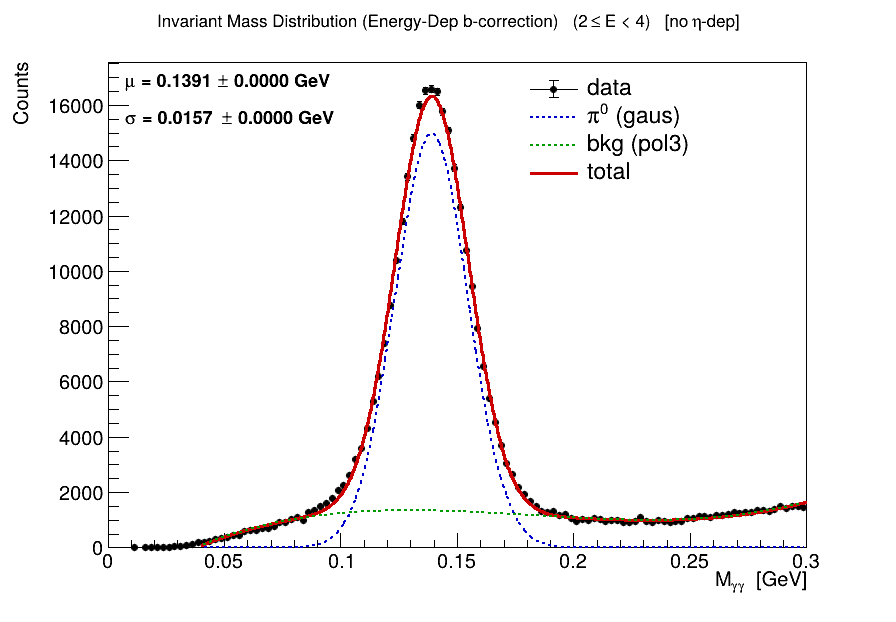 Invariant Mass Distribution (Energy-Dep b-correction) (2 ≤ E < 4) [no η-dep]
Counts
μ = 0.1391 ± 0.0000 GeV
σ = 0.0157 ± 0.0000 GeV
data
π⁰ (gaus)
bkg (pol3)
total
16000
14000
12000
10000
8000
6000
4000
2000
0
0 0.05 0.1 0.15 0.2 0.25 0.3
M_γγ [GeV]